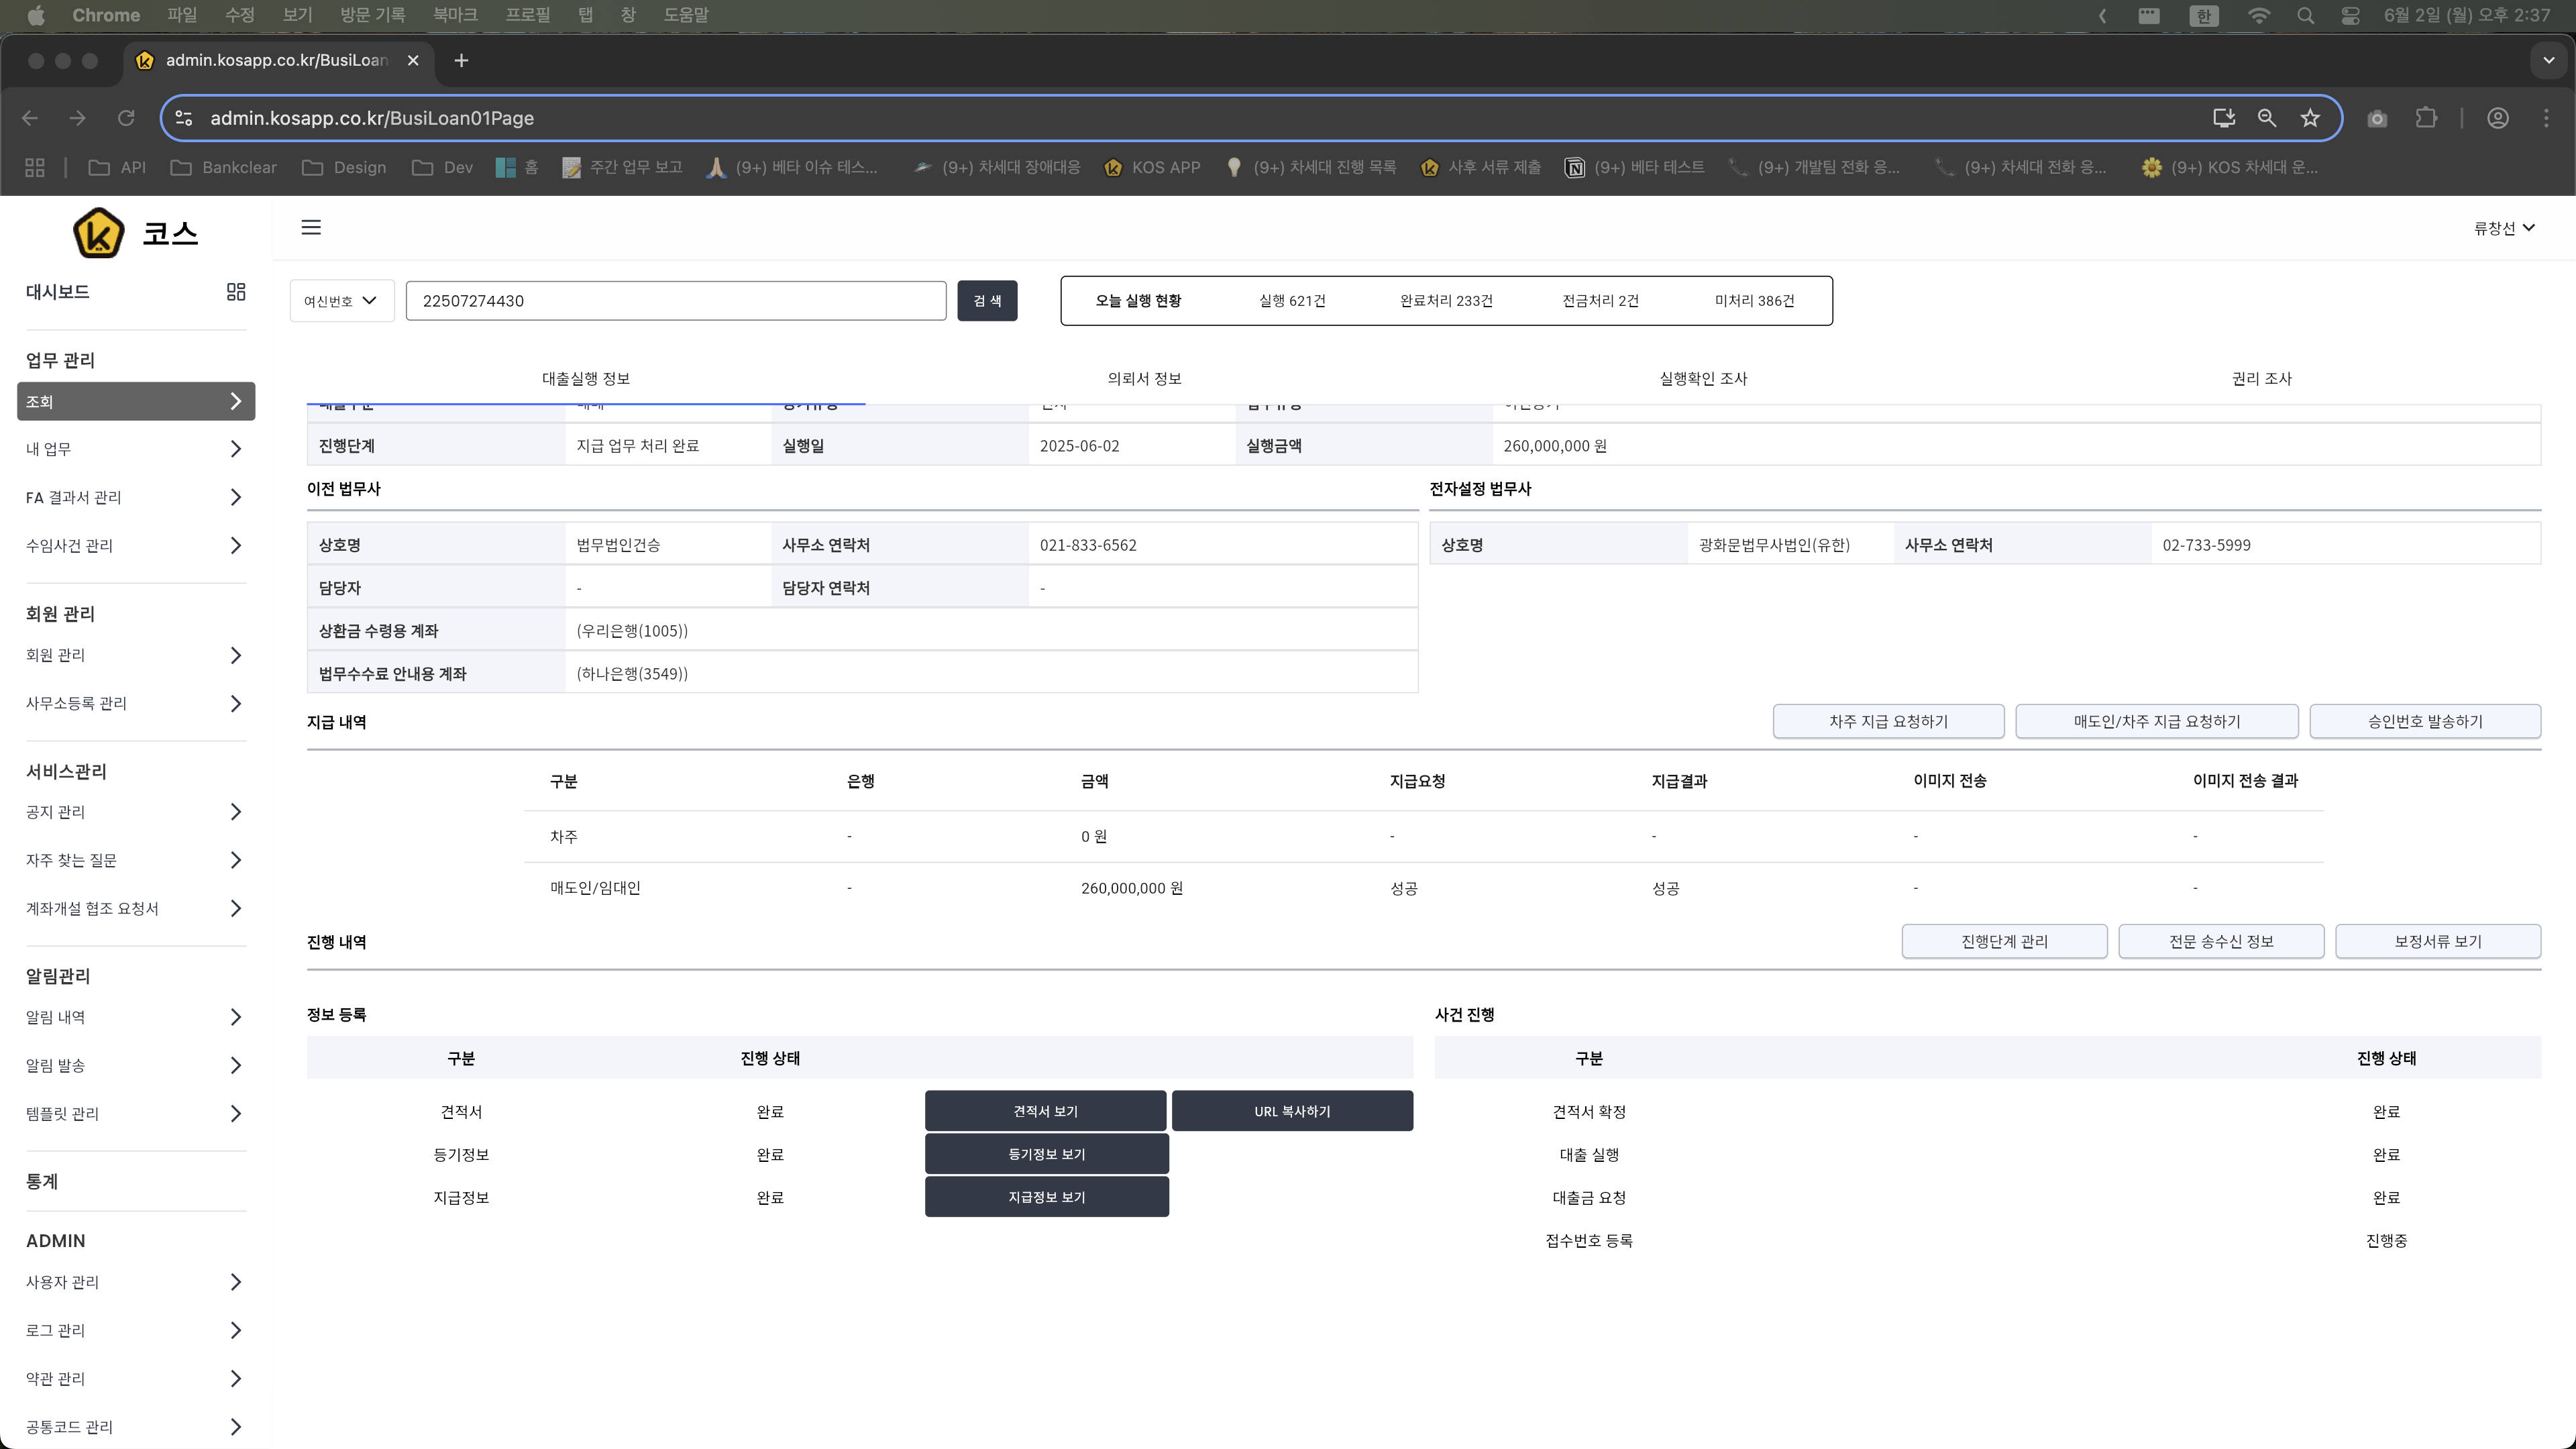 Chrome 파일 수정 보기 방문 기록 북마크 프로필 탭 창 도움말 한 6월 2일 (월) 오후 2:37
admin.kosapp.co.kr/BusiLoan
admin.kosapp.co.kr/BusiLoan01Page
API Bankclear Design Dev 홈 주간 업무 보고 (9+) 베타 이슈 테스... (9+) 차세대 장애대응 KOS APP (9+) 차세대 진행 목록 사후 서류 제출 (9+) 베타 테스트 (9+) 개발팀 전화 응... (9+) 차세대 전화 응... (9+) KOS 차세대 운...
코스
류창선
대시보드
업무 관리
조회
내 업무
FA 결과서 관리
수임사건 관리
회원 관리
회원 관리
사무소등록 관리
서비스관리
공지 관리
자주 찾는 질문
계좌개설 협조 요청서
알림관리
알림 내역
알림 발송
템플릿 관리
통계
ADMIN
사용자 관리
로그 관리
약관 관리
공통코드 관리
여신번호 22507274430 검 색 오늘 실행 현황 실행 621건 완료처리 233건 전금처리 2건 미처리 386건
대출실행 정보 의뢰서 정보 실행확인 조사 권리 조사
진행단계 지급 업무 처리 완료 실행일 2025-06-02 실행금액 260,000,000 원
이전 법무사 전자설정 법무사
상호명 법무법인건승 사무소 연락처 021-833-6562 상호명 광화문법무사법인(유한) 사무소 연락처 02-733-5999
담당자 - 담당자 연락처 -
상환금 수령용 계좌 (우리은행(1005))
법무수수료 안내용 계좌 (하나은행(3549))
지급 내역 차주 지급 요청하기 매도인/차주 지급 요청하기 승인번호 발송하기
구분 은행 금액 지급요청 지급결과 이미지 전송 이미지 전송 결과
차주 - 0 원 - - - -
매도인/임대인 - 260,000,000 원 성공 성공 - -
진행 내역 진행단계 관리 전문 송수신 정보 보정서류 보기
정보 등록 사건 진행
구분 진행 상태 구분 진행 상태
견적서 완료 견적서 보기 URL 복사하기 견적서 확정 완료
등기정보 완료 등기정보 보기 대출 실행 완료
지급정보 완료 지급정보 보기 대출금 요청 완료
접수번호 등록 진행중